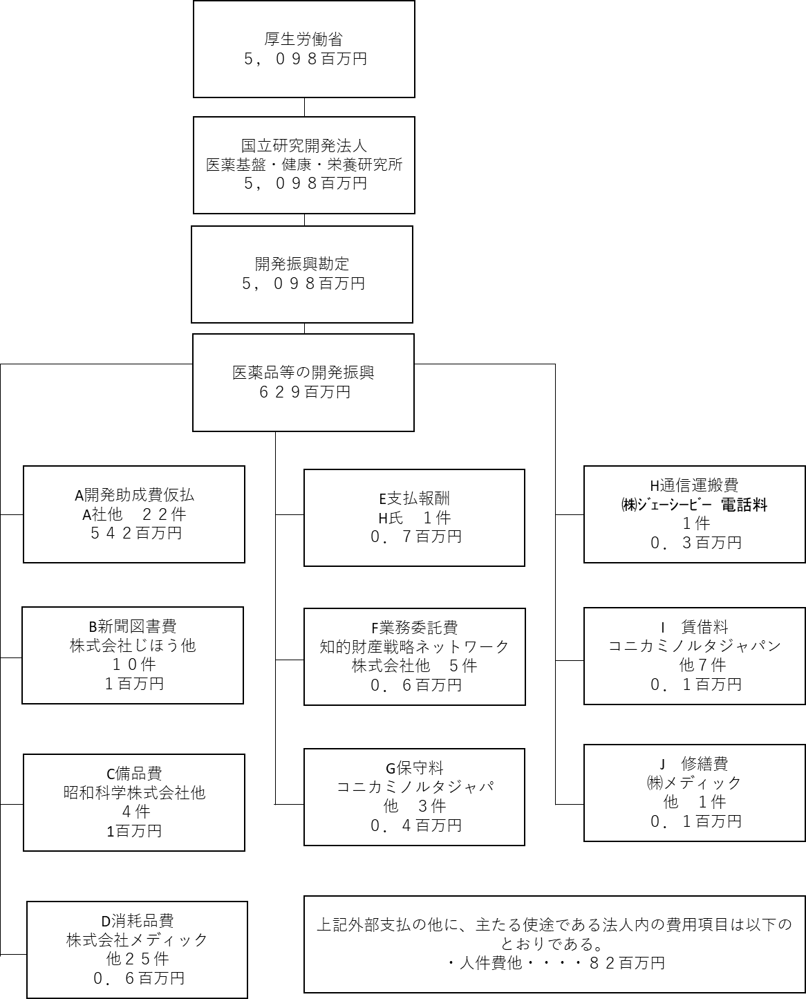 厚生労働省
５，０９８百万円
国立研究開発法人
医薬基盤・健康・栄養研究所
５，０９８百万円
開発振興勘定
５，０９８百万円
医薬品等の開発振興
６２９百万円
A開発助成費仮払
A社他　２２件
５４２百万円
B新聞図書費
株式会社じほう他
１０件
１百万円
C備品費
昭和科学株式会社他
４件
1百万円
D消耗品費
株式会社メディック
他２５件
０．６百万円
E支払報酬
H氏　１件
０．７百万円
F業務委託費
知的財産戦略ネットワーク
株式会社他　５件
０．６百万円
G保守料
コニカミノルタジャパ
他　３件
０．４百万円
H通信運搬費
㈱ｼﾞｪｰｼｰﾋﾞｰ 電話料
１件
０．３百万円
I　賃借料
コニカミノルタジャパン
他７件
０．１百万円
J　修繕費
㈱メディック
他　１件
０．１百万円
上記外部支払の他に、主たる使途である法人内の費用項目は以下の
とおりである。
・人件費他・・・・８２百万円